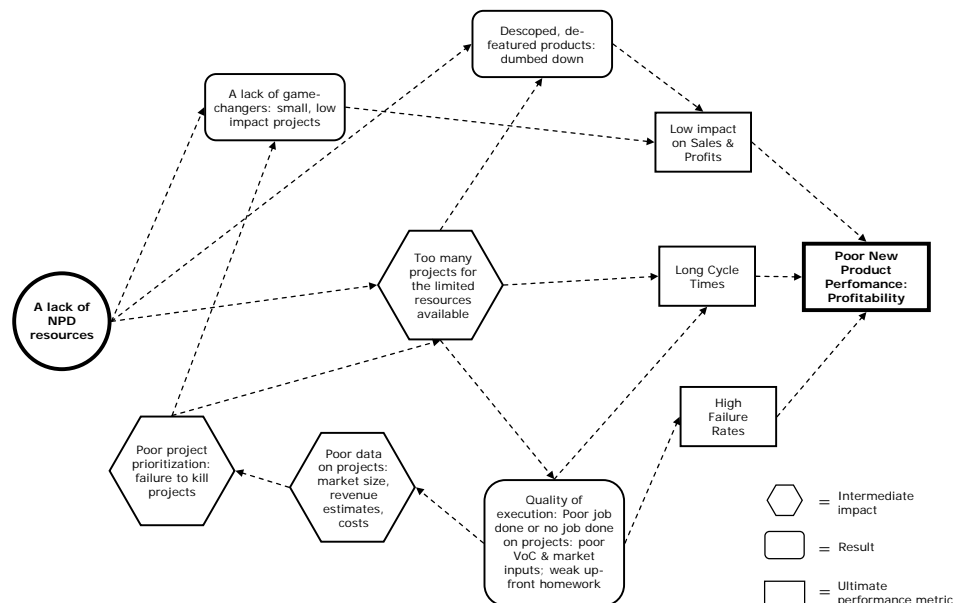 Descoped, de-
featured products:
dumbed down
A lack of game-
changers: small, low
impact projects
Low impact
on Sales &
Profits
Too many
projects for
the limited
resources
available
Long Cycle
Times
Poor New
Product
Perfomance:
Profitability
A lack of
NPD
resources
High
Failure
Rates
Poor project
prioritization:
failure to kill
projects
Poor data
on projects:
market size,
revenue
estimates,
costs
Quality of
execution: Poor job
done or no job done
on projects: poor
VoC & market
inputs; weak up-
front homework
= Intermediate
impact
= Result
= Ultimate
performance metric